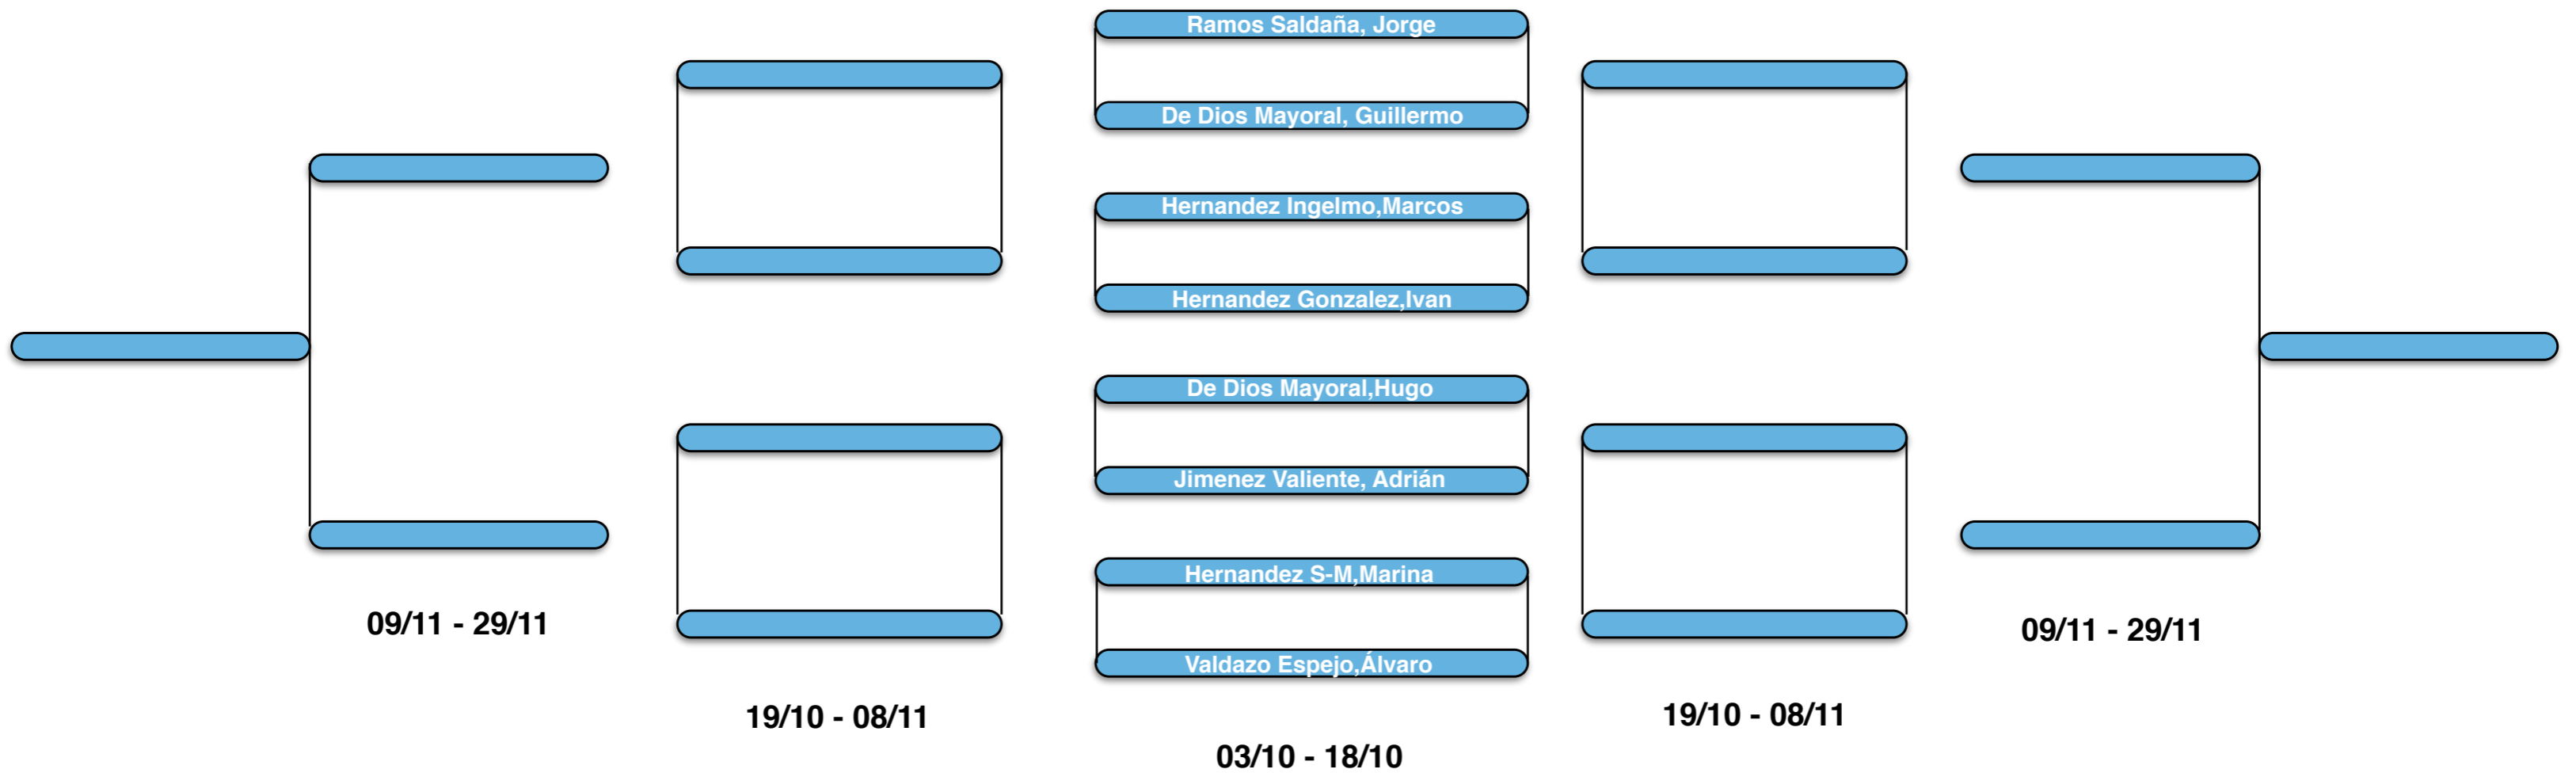 Ramos Saldaña, Jorge
De Dios Mayoral, Guillermo
Hernandez Ingelmo,Marcos
Hernandez Gonzalez,Ivan
De Dios Mayoral,Hugo
Jimenez Valiente, Adrián
Hernandez S-M,Marina
Valdazo Espejo,Álvaro
09/11 - 29/11
19/10 - 08/11
03/10 - 18/10
19/10 - 08/11
09/11 - 29/11